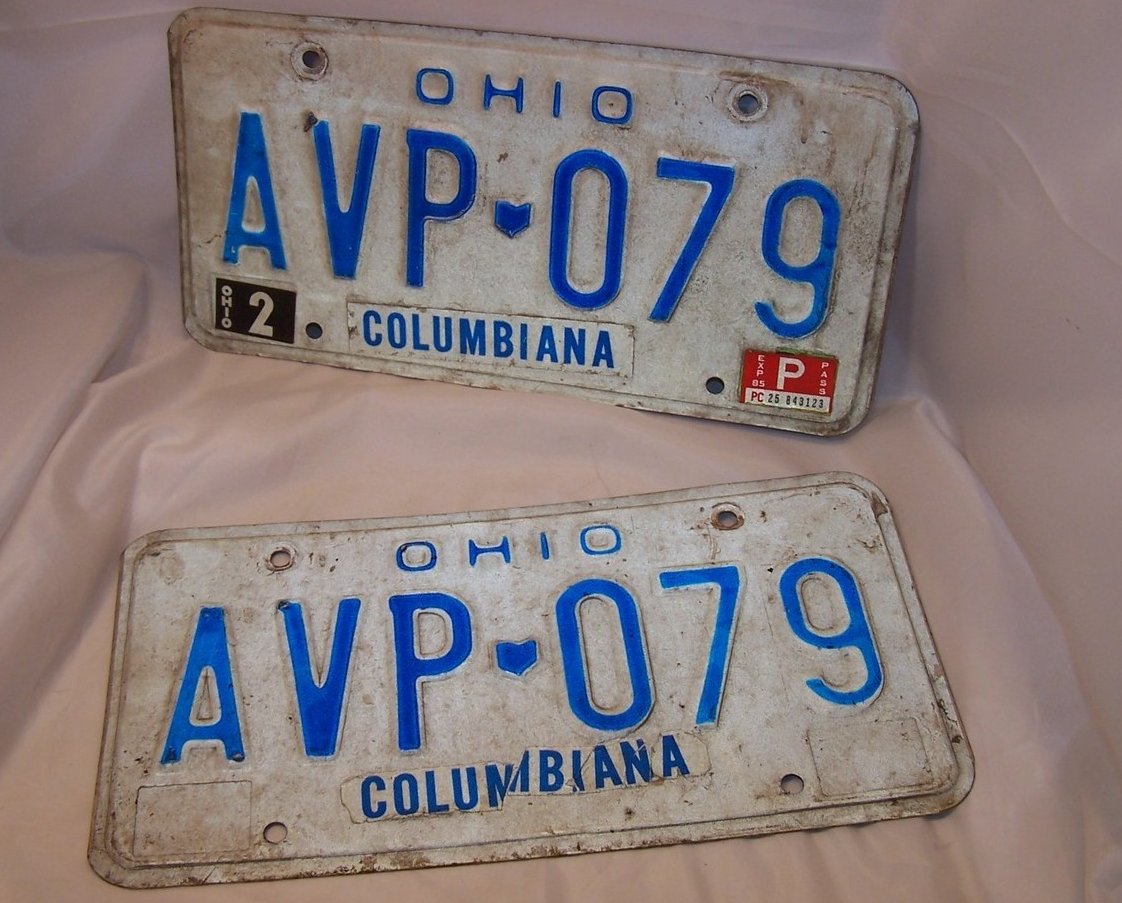 OHIO
AVP 079
OHIO 2
COLUMBIANA
EXP 85 P PASS
PC 25 843123
OHIO
AVP 079
COLUMBIANA